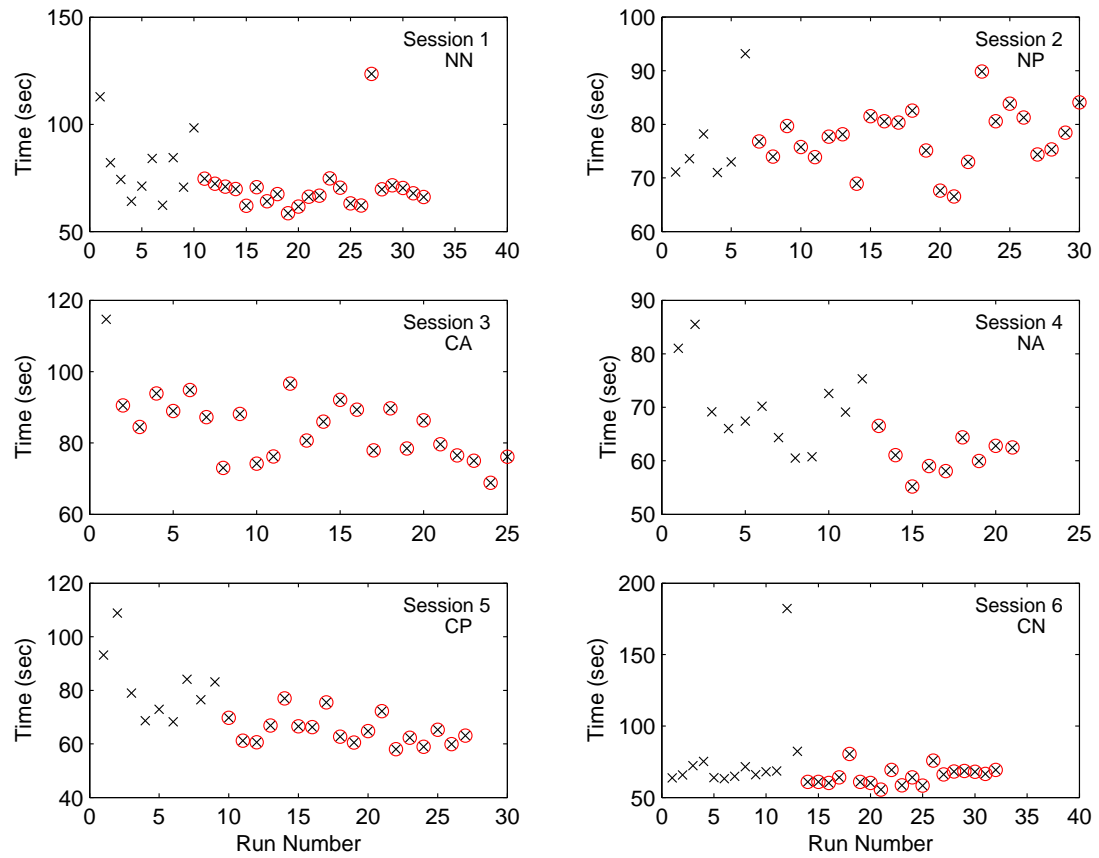 150
100
50
Time (sec)
Session 1
NN
0 5 10 15 20 25 30 35 40
100
90
80
70
60
Time (sec)
Session 2
NP
0 5 10 15 20 25 30
120
100
80
60
Time (sec)
Session 3
CA
0 5 10 15 20 25
90
80
70
60
50
Time (sec)
Session 4
NA
0 5 10 15 20 25
120
100
80
60
40
Time (sec)
Session 5
CP
0 5 10 15 20 25 30
Run Number
200
150
100
50
Time (sec)
Session 6
CN
0 5 10 15 20 25 30 35 40
Run Number